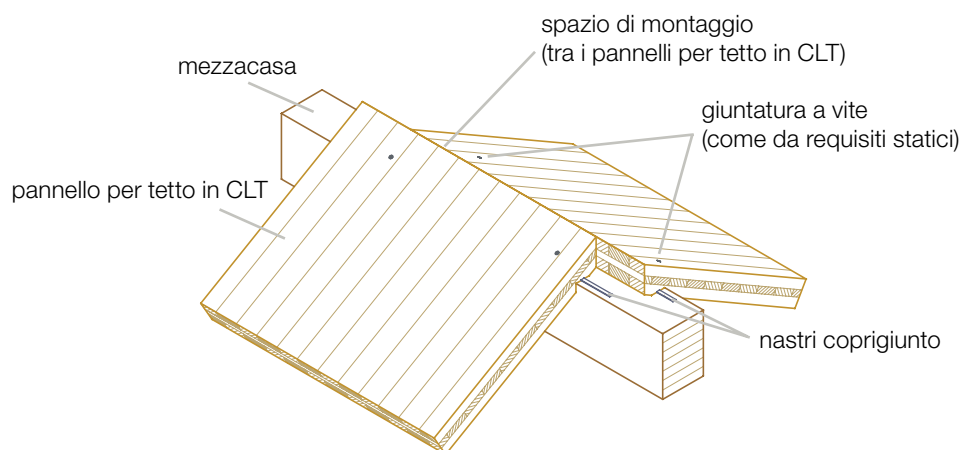 spazio di montaggio
(tra i pannelli per tetto in CLT)
mezzacasa
giuntatura a vite
(come da requisiti statici)
pannello per tetto in CLT
nastri coprigiunto